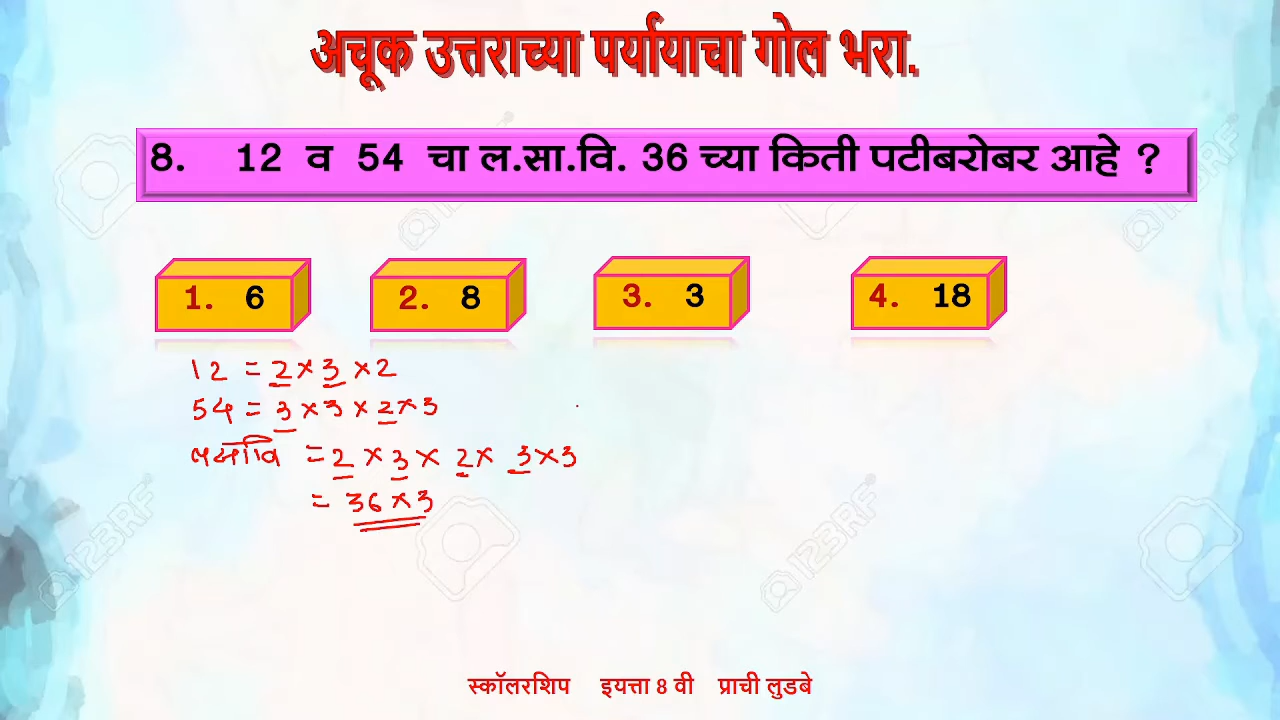 अचूक उत्तराच्या पर्यायाचा गोल भरा.
8. 12 व 54 चा ल.सा.वि. 36 च्या किती पटीबरोबर आहे ?
1. 6 2. 8 3. 3 4. 18
12 = 2 × 3 × 2
54 = 3 × 3 × 2 × 3
लसावि = 2 × 3 × 2 × 3 × 3
= 36 × 3
123RF
123RF
स्कॉलरशिप इयत्ता 8 वी प्राची लुडबे